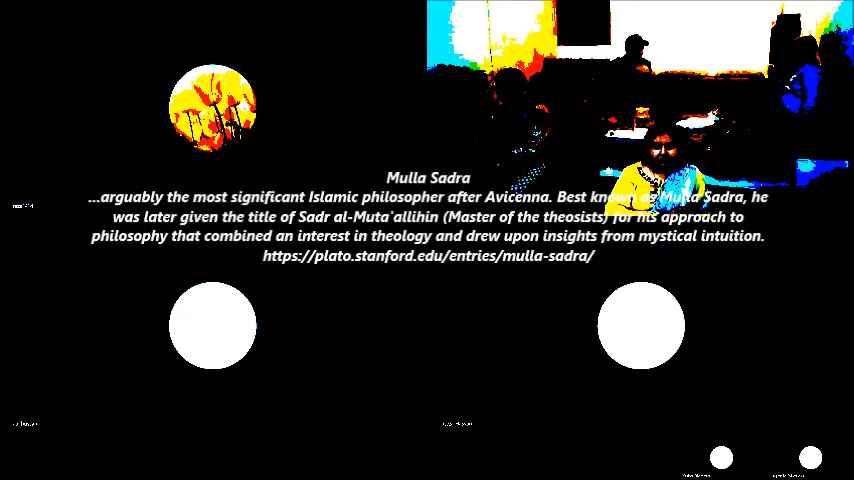 Mulla Sadra
...arguably the most significant Islamic philosopher after Avicenna. Best known as Mulla Sadra, he
was later given the title of Sadr al-Muta'allihin (Master of the theosists) for his approach to
philosophy that combined an interest in theology and drew upon insights from mystical intuition.
https://plato.stanford.edu/entries/mulla-sadra/